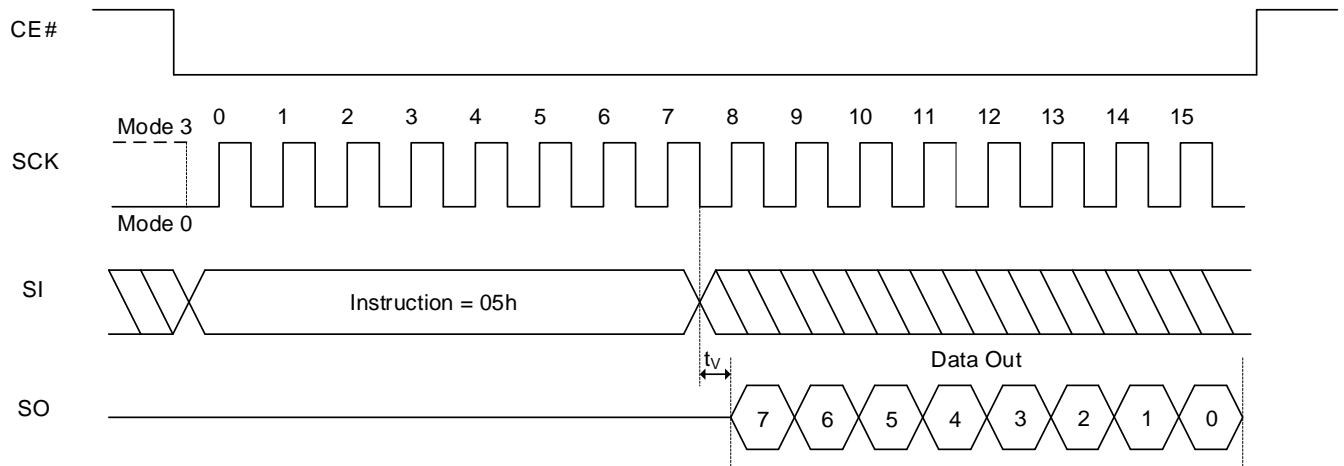 CE#
0 1 2 3 4 5 6 7 8 9 10 11 12 13 14 15
Mode 3
SCK
Mode 0
SI
Instruction = 05h
tV
Data Out
SO
7 6 5 4 3 2 1 0